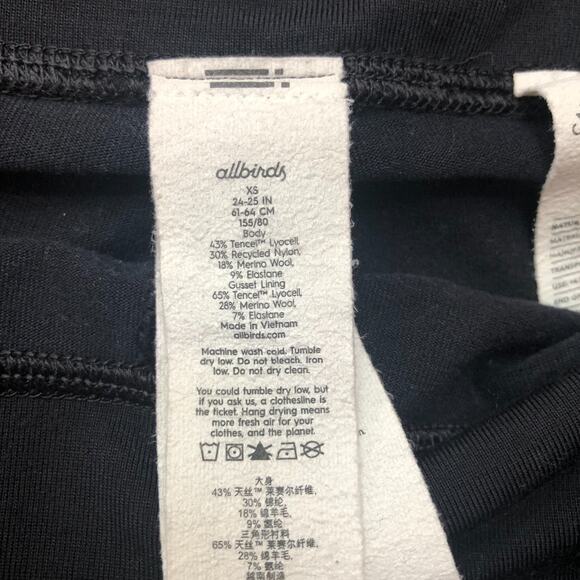 allbirds
XS
24-25 IN
61-64 CM
155/80
Body
43% Tencel™ Lyocell,
30% Recycled Nylon,
18% Merino Wool,
9% Elastane
Gusset Lining
65% Tencel™ Lyocell,
28% Merino Wool,
7% Elastane
Made in Vietnam
allbirds.com
Machine wash cold. Tumble
dry low. Do not bleach. Iron
low. Do not dry clean.
You could tumble dry low, but
if you ask us, a clothesline is
the ticket. Hang drying means
more fresh air for your
clothes, and the planet.
大身
43% 天丝™ 莱赛尔纤维,
30% 锦纶,
18% 绵羊毛,
9% 氨纶
三角形衬料
65% 天丝™ 莱赛尔纤维,
28% 绵羊毛,
7% 氨纶
越南制造